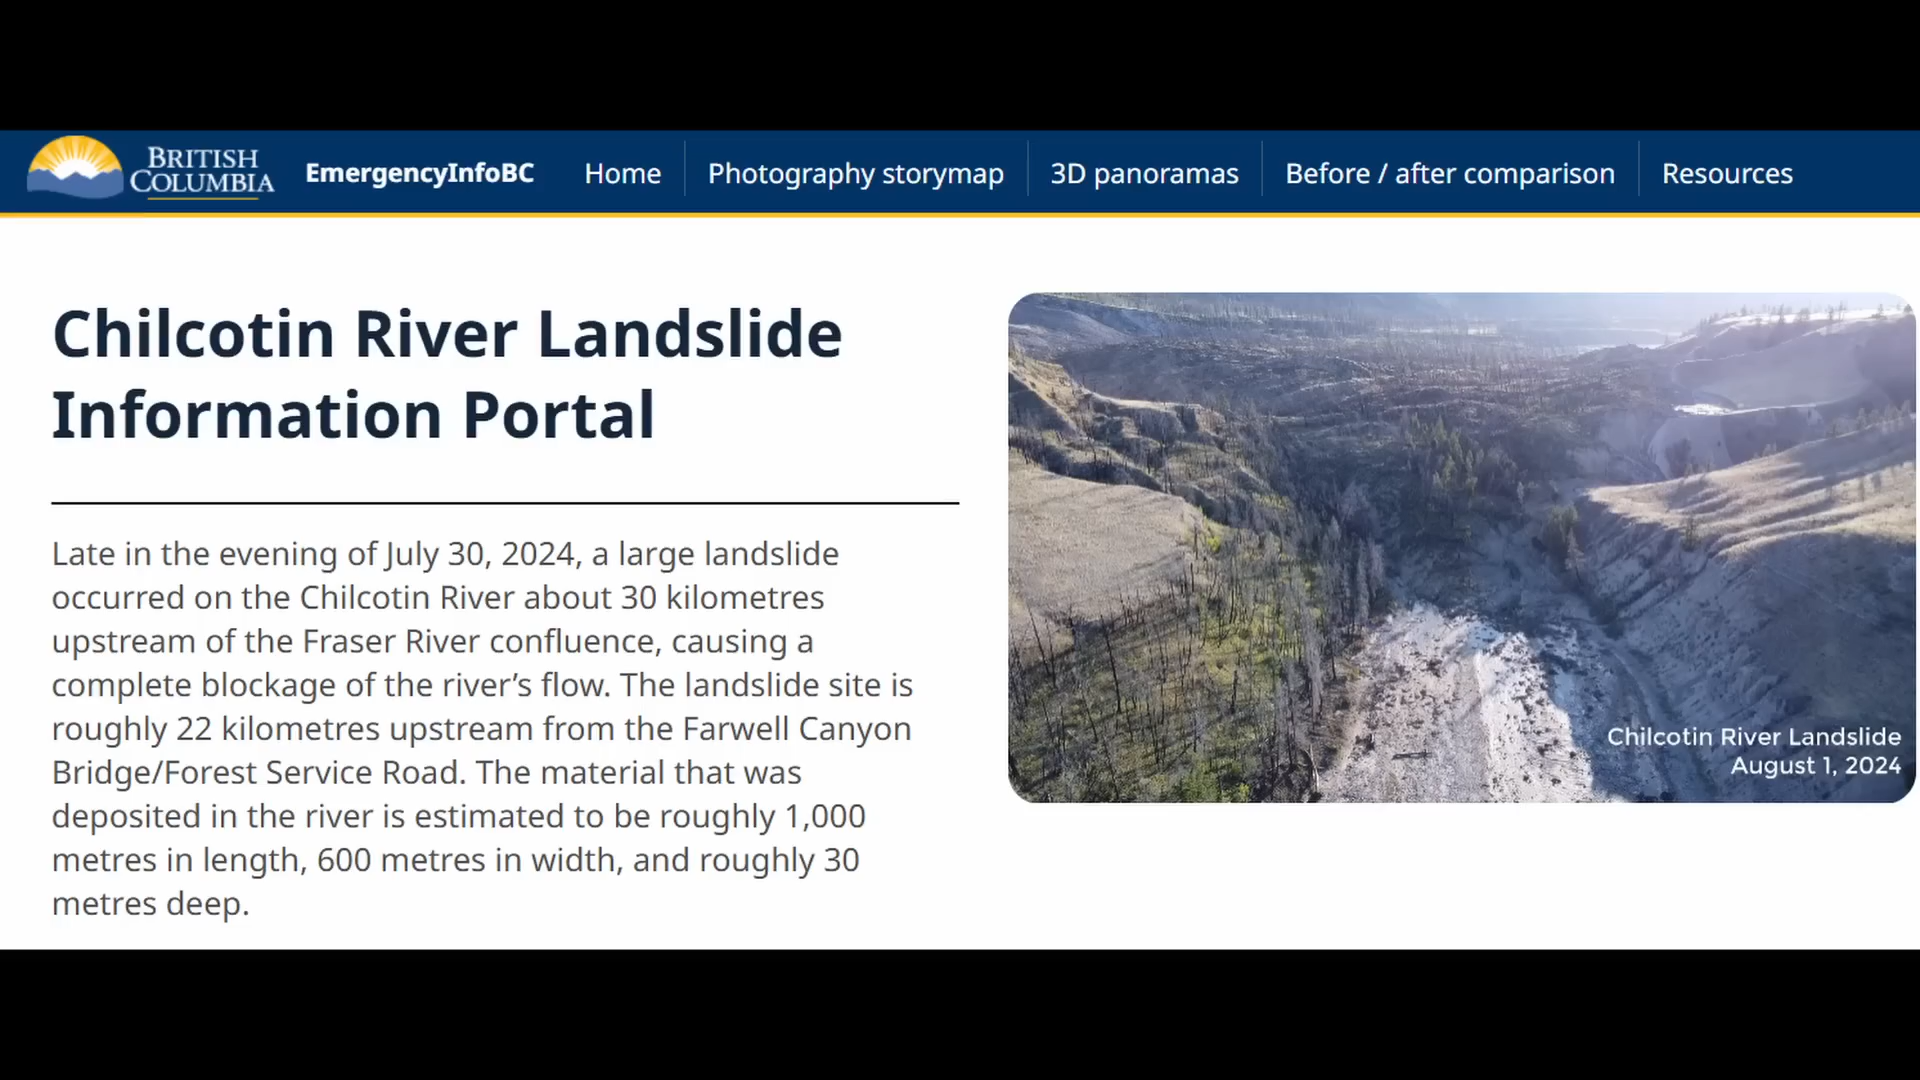 BRITISH
COLUMBIA
EmergencyInfoBC
Home
Photography storymap
3D panoramas
Before / after comparison
Resources
Chilcotin River Landslide
Information Portal
Late in the evening of July 30, 2024, a large landslide
occurred on the Chilcotin River about 30 kilometres
upstream of the Fraser River confluence, causing a
complete blockage of the river’s flow. The landslide site is
roughly 22 kilometres upstream from the Farwell Canyon
Bridge/Forest Service Road. The material that was
deposited in the river is estimated to be roughly 1,000
metres in length, 600 metres in width, and roughly 30
metres deep.
Chilcotin River Landslide
August 1, 2024